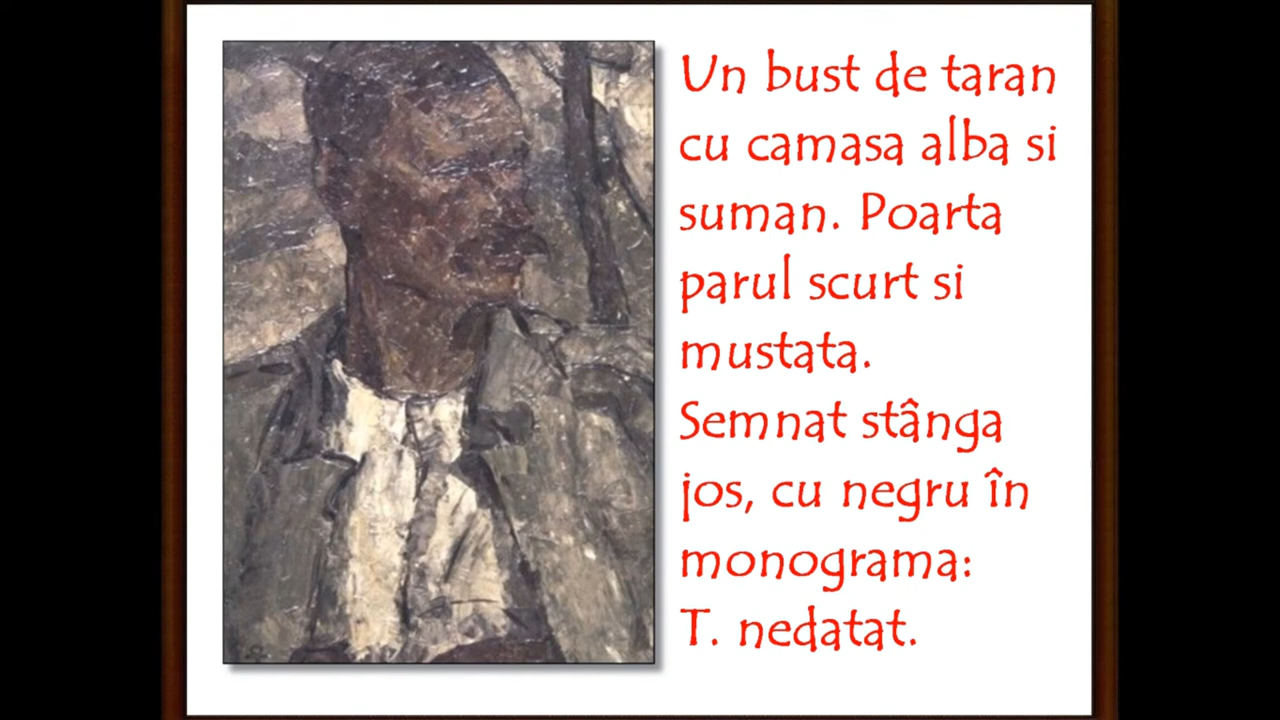 Un bust de taran
cu camasa alba si
suman. Poarta
parul scurt si
mustata.
Semnat stânga
jos, cu negru în
monograma:
T. nedatat.